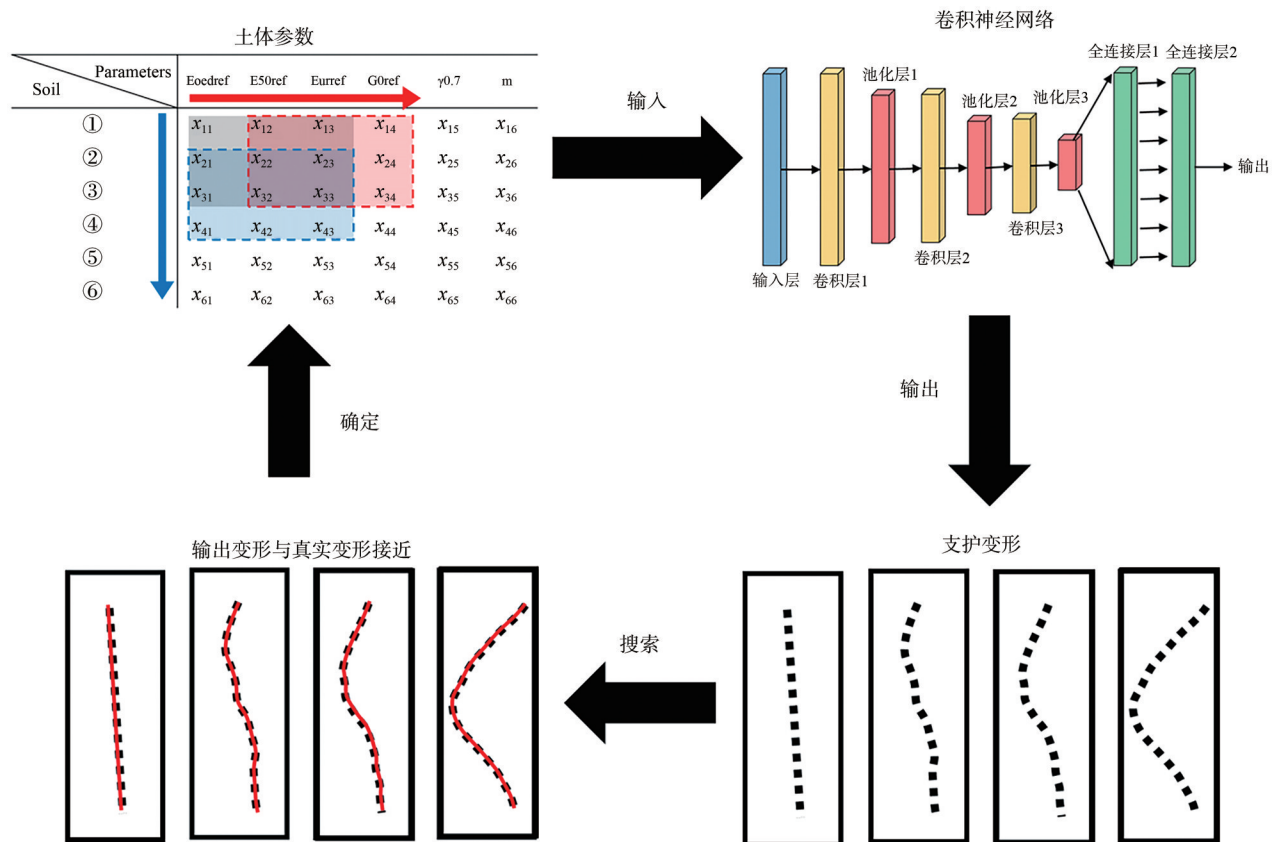 土体参数
Parameters
Soil
Eoedref E50ref Eurref G0ref γ0.7 m
① x11 x12 x13 x14 x15 x16
② x21 x22 x23 x24 x25 x26
③ x31 x32 x33 x34 x35 x36
④ x41 x42 x43 x44 x45 x46
⑤ x51 x52 x53 x54 x55 x56
⑥ x61 x62 x63 x64 x65 x66
输入
卷积神经网络
全连接层1 全连接层2
池化层1
池化层2
池化层3
输出
卷积层3
卷积层2
输入层 卷积层1
输出
确定
支护变形
搜索
输出变形与真实变形接近